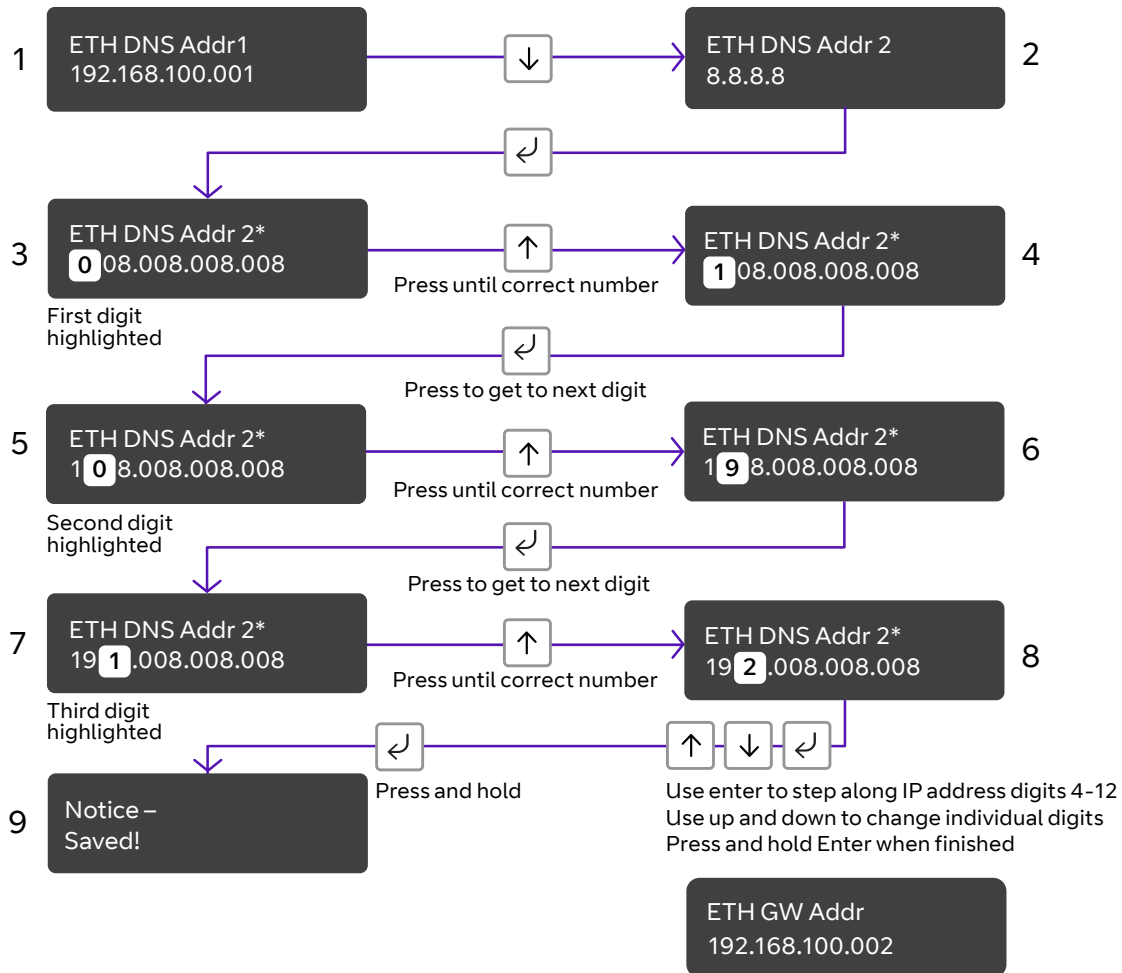 1
ETH DNS Addr1
192.168.100.001
ETH DNS Addr 2
8.8.8.8
2
3
ETH DNS Addr 2*
008.008.008.008
First digit
highlighted
Press until correct number
ETH DNS Addr 2*
108.008.008.008
4
Press to get to next digit
5
ETH DNS Addr 2*
108.008.008.008
Second digit
highlighted
Press until correct number
ETH DNS Addr 2*
198.008.008.008
6
Press to get to next digit
7
ETH DNS Addr 2*
191.008.008.008
Third digit
highlighted
Press until correct number
ETH DNS Addr 2*
192.008.008.008
8
9
Notice –
Saved!
Press and hold
Use enter to step along IP address digits 4-12
Use up and down to change individual digits
Press and hold Enter when finished
ETH GW Addr
192.168.100.002